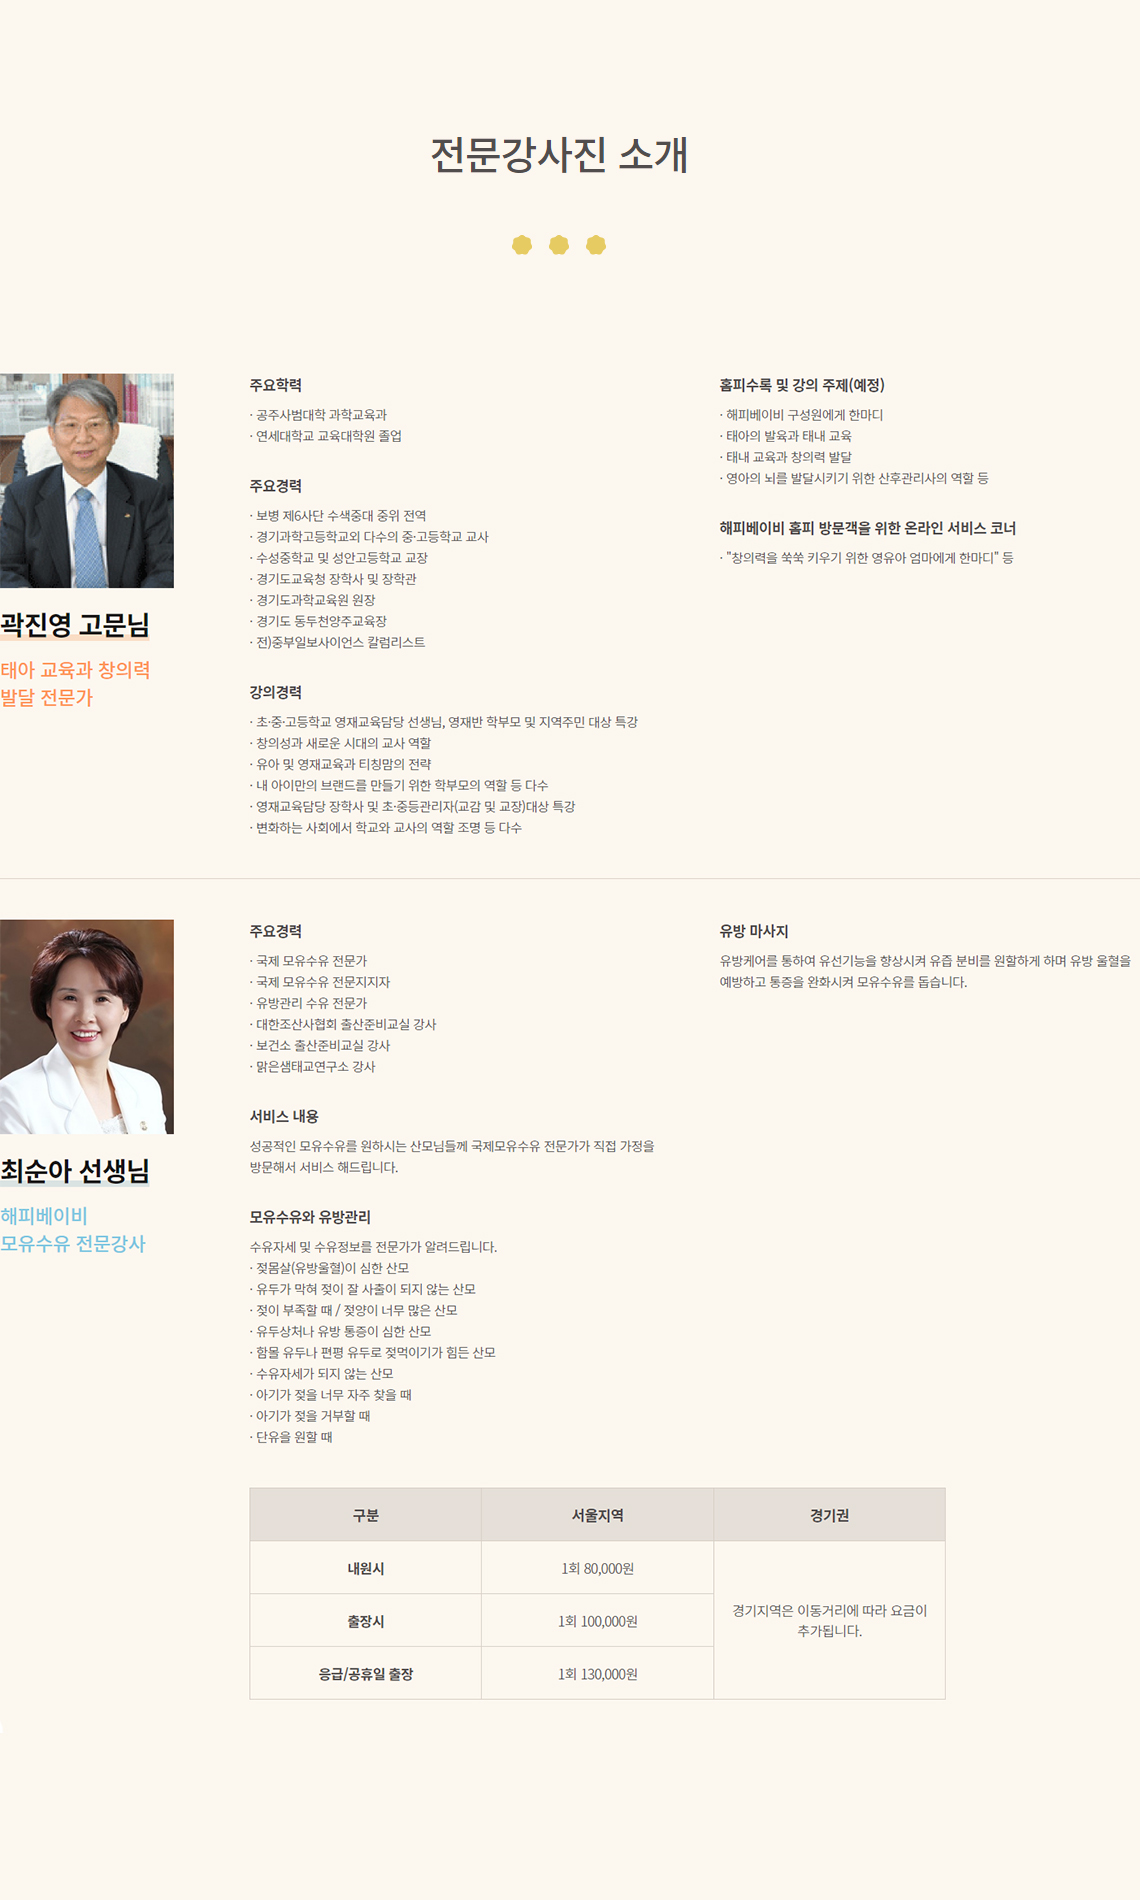 전문강사진 소개
곽진영 고문님
태아 교육과 창의력
발달 전문가
주요학력
· 공주사범대학 과학교육과
· 연세대학교 교육대학원 졸업
주요경력
· 보병 제6사단 수색중대 중위 전역
· 경기과학고등학교외 다수의 중·고등학교 교사
· 수성중학교 및 성안고등학교 교장
· 경기도교육청 장학사 및 장학관
· 경기도과학교육원 원장
· 경기도 동두천양주교육장
· 전)중부일보사이언스 칼럼리스트
강의경력
· 초·중·고등학교 영재교육담당 선생님, 영재반 학부모 및 지역주민 대상 특강
· 창의성과 새로운 시대의 교사 역할
· 유아 및 영재교육과 티칭맘의 전략
· 내 아이만의 브랜드를 만들기 위한 학부모의 역할 등 다수
· 영재교육담당 장학사 및 초·중등관리자(교감 및 교장)대상 특강
· 변화하는 사회에서 학교와 교사의 역할 조명 등 다수
홈피수록 및 강의 주제(예정)
· 해피베이비 구성원에게 한마디
· 태아의 발육과 태내 교육
· 태내 교육과 창의력 발달
· 영아의 뇌를 발달시키기 위한 산후관리사의 역할 등
해피베이비 홈피 방문객을 위한 온라인 서비스 코너
· "창의력을 쑥쑥 키우기 위한 영유아 엄마에게 한마디" 등
최순아 선생님
해피베이비
모유수유 전문강사
주요경력
· 국제 모유수유 전문가
· 국제 모유수유 전문지지자
· 유방관리 수유 전문가
· 대한조산사협회 출산준비교실 강사
· 보건소 출산준비교실 강사
· 맑은샘태교연구소 강사
서비스 내용
성공적인 모유수유를 원하시는 산모님들께 국제모유수유 전문가가 직접 가정을
방문해서 서비스 해드립니다.
모유수유와 유방관리
수유자세 및 수유정보를 전문가가 알려드립니다.
· 젖몸살(유방울혈)이 심한 산모
· 유두가 막혀 젖이 잘 사출이 되지 않는 산모
· 젖이 부족할 때 / 젖양이 너무 많은 산모
· 유두상처나 유방 통증이 심한 산모
· 함몰 유두나 편평 유두로 젖먹이기가 힘든 산모
· 수유자세가 되지 않는 산모
· 아기가 젖을 너무 자주 찾을 때
· 아기가 젖을 거부할 때
· 단유을 원할 때
유방 마사지
유방케어를 통하여 유선기능을 향상시켜 유즙 분비를 원할하게 하며 유방 울혈을
예방하고 통증을 완화시켜 모유수유를 돕습니다.
구분 서울지역 경기권
내원시 1회 80,000원
출장시 1회 100,000원
응급/공휴일 출장 1회 130,000원
경기지역은 이동거리에 따라 요금이
추가됩니다.